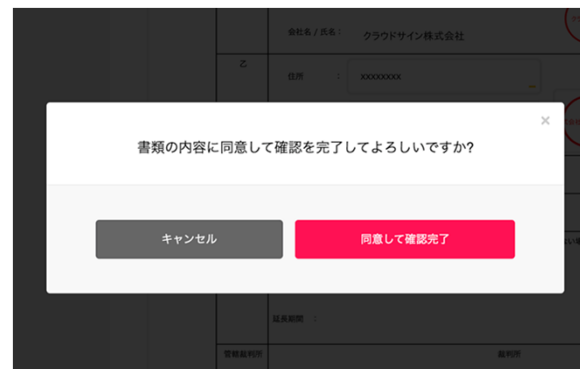 会社名 / 氏名 : クラウドサイン株式会社
乙
住所 : xxxxxxxx
×
書類の内容に同意して確認を完了してよろしいですか?
キャンセル
同意して確認完了
延長期間 :
管轄裁判所
裁判所